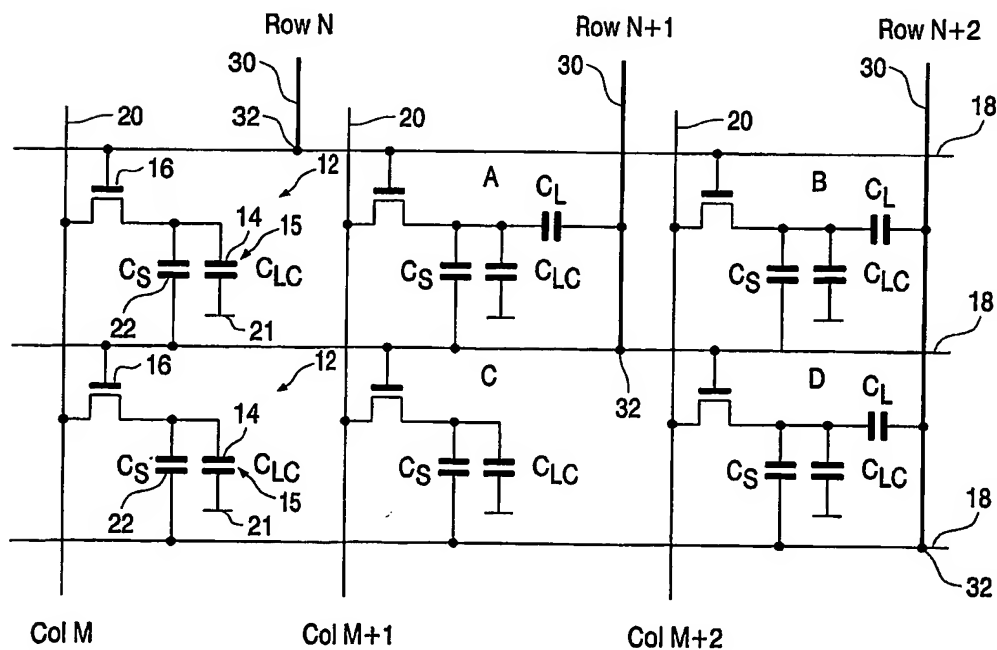 Row N Row N+1 Row N+2
30 30 30
20 32 20 20 18
16 12 A B
14 15 CL CL
CS CLC CS CLC CS CLC
22 21 18
16 12 C 32 D
14 CL
CS CLC CS CLC CS CLC
22 21 15 18
32
Col M Col M+1 Col M+2